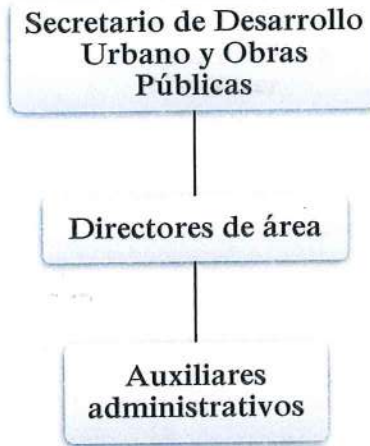 Secretario de Desarrollo
Urbano y Obras
Públicas
Directores de área
Auxiliares
administrativos